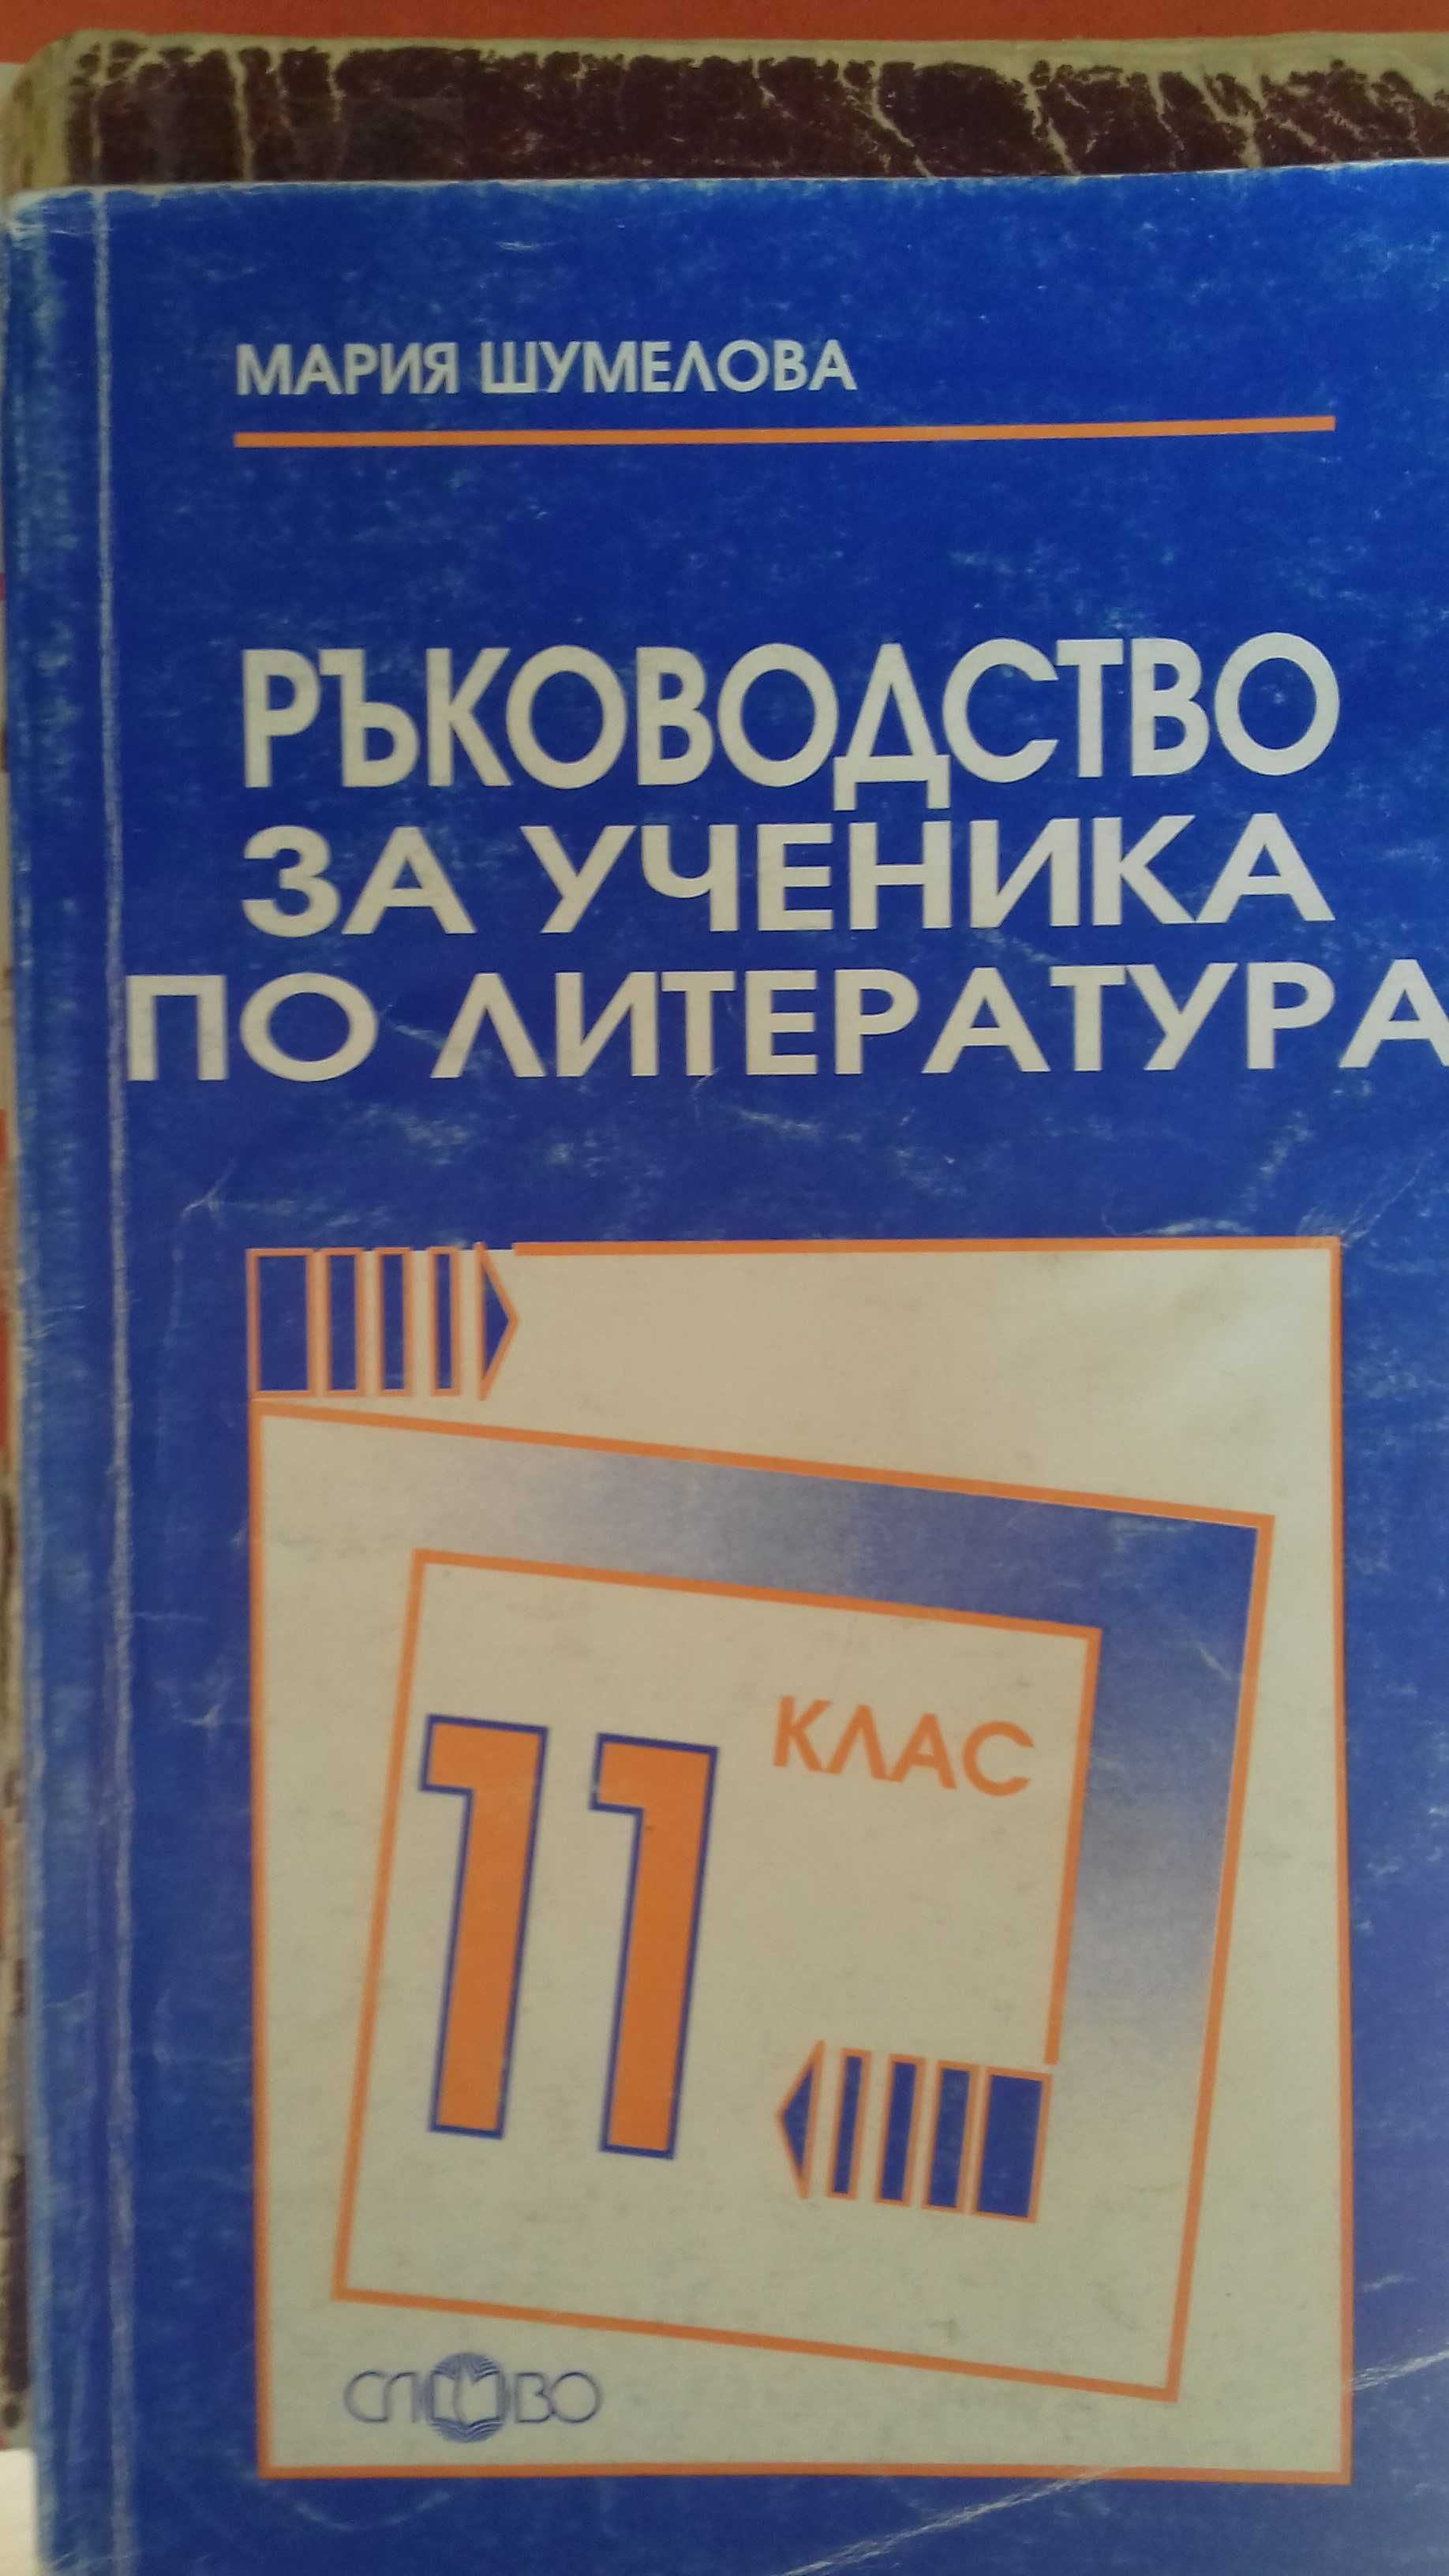 МАРИЯ ШУМЕЛОВА
РЪКОВОДСТВО
ЗА УЧЕНИКА
ПО ЛИТЕРАТУРА
11 КЛАС
СЛОВО